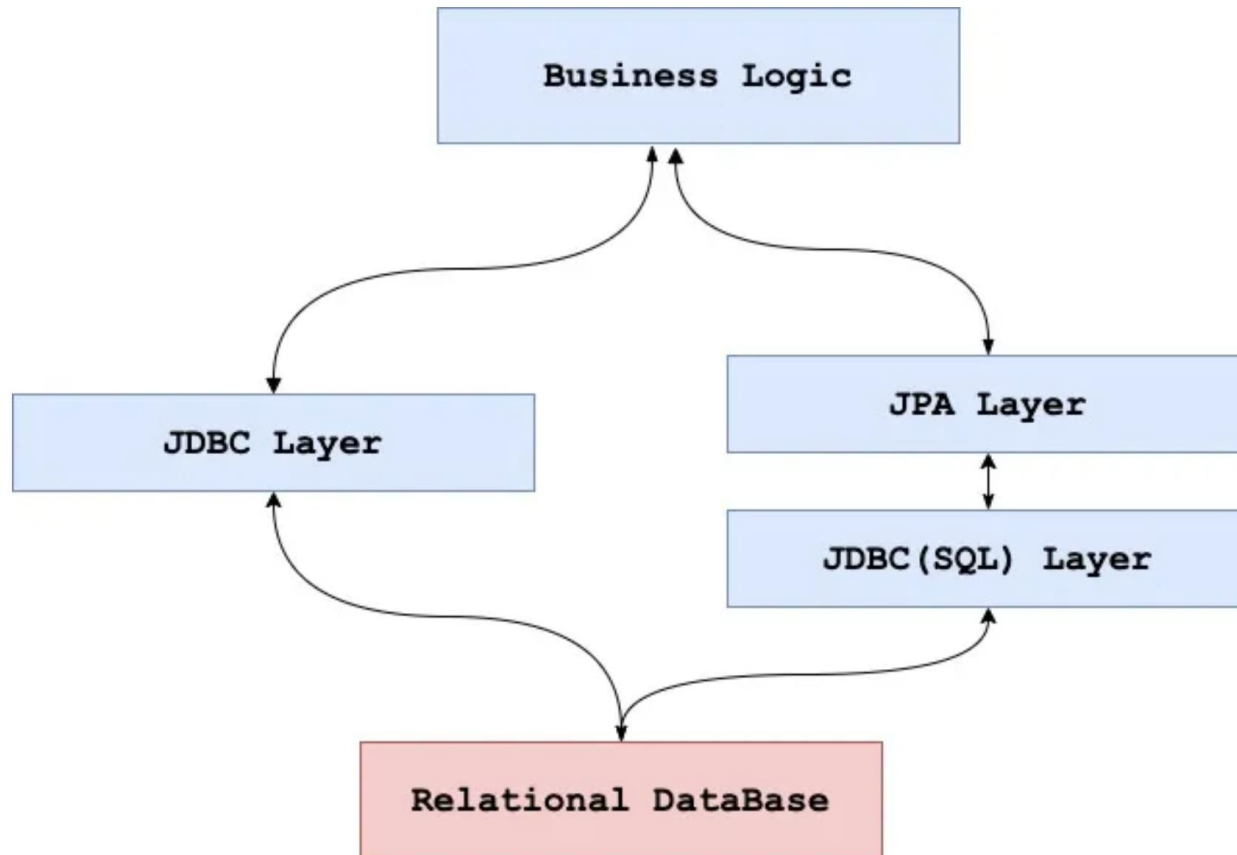 Business Logic
JPA Layer
JDBC Layer
JDBC(SQL) Layer
Relational DataBase